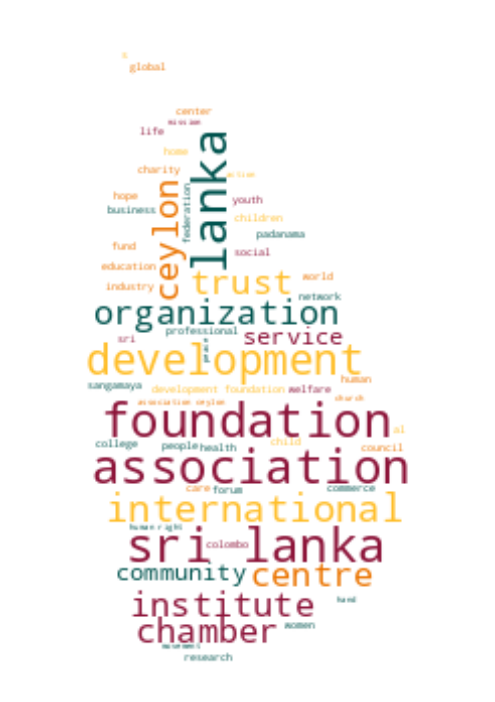 global
center
mission
life
home
charity
action
lanka
ceylon
federation
hope
youth
business
children
padanama
fund
social
education
trust
world
industry
network
organization
professional
sri
service
peace
development
human
sangamaya
development foundation
welfare
association ceylon
church
foundation
al
college
people
health
child
council
association
care
forum
commerce
international
human right
sri lanka
colombo
community
centre
institute
hand
chamber
women
movement
research